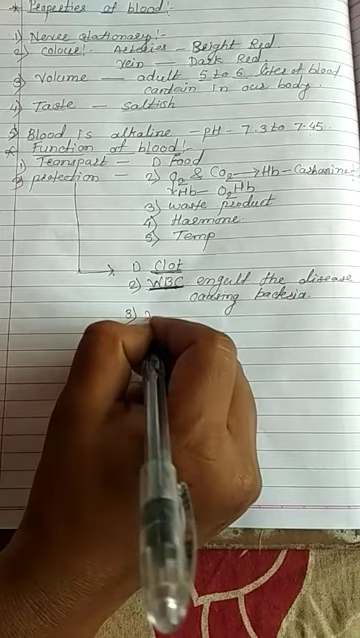 * Properties of blood:-
1) Never stationary:-
2) Colour:- Arteries - Bright Red
Vein - Dark Red.
3) Volume - adult 5 to 6 liter of blood
contain in our body.
4) Taste - Saltish
5) Blood is alkaline - pH - 7.3 to 7.45.
* Function of blood:-
1) Transport - 1) Food
2) protection - 2) O2 & CO2 → Hb - Carbamino
Hb - O2Hb
3) waste product
4) Harmone.
5) Temp
1) Clot
2) WBC engulf the disease
causing bacteria.
3)